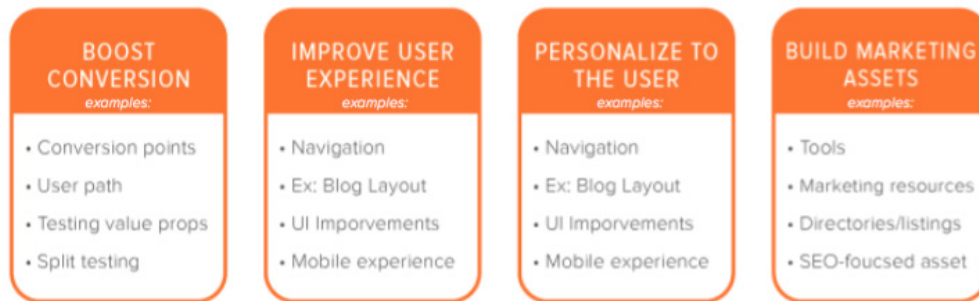 BOOST
CONVERSION
examples:
• Conversion points
• User path
• Testing value props
• Split testing
IMPROVE USER
EXPERIENCE
examples:
• Navigation
• Ex: Blog Layout
• UI Imporvements
• Mobile experience
PERSONALIZE TO
THE USER
examples:
• Navigation
• Ex: Blog Layout
• UI Imporvements
• Mobile experience
BUILD MARKETING
ASSETS
examples:
• Tools
• Marketing resources
• Directories/listings
• SEO-foucsed asset